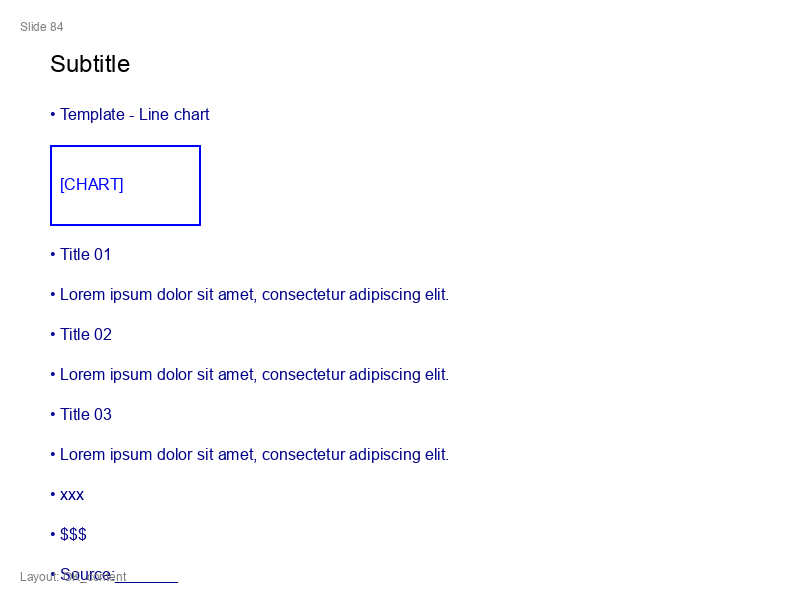 Slide 84
Subtitle
• Template - Line chart
[CHART]
• Title 01
• Lorem ipsum dolor sit amet, consectetur adipiscing elit.
• Title 02
• Lorem ipsum dolor sit amet, consectetur adipiscing elit.
• Title 03
• Lorem ipsum dolor sit amet, consectetur adipiscing elit.
• xxx
• $$$
• Source:_______
Layout: content